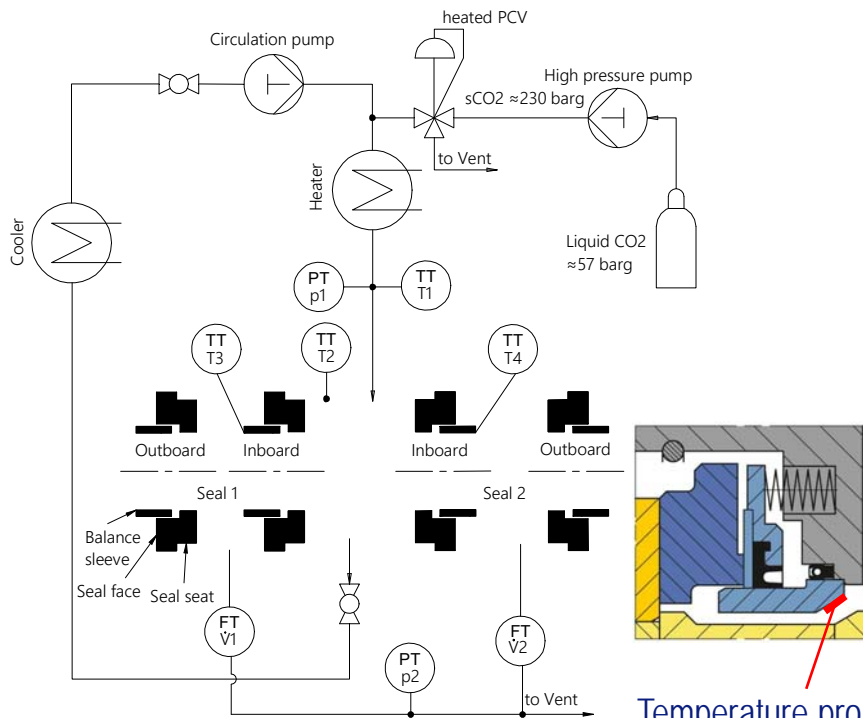 heated PCV
Circulation pump
High pressure pump
sCO2 ≈230 barg
to Vent
Heater
Cooler
Liquid CO2
≈57 barg
PT
p1
TT
T1
TT
T3
TT
T2
TT
T4
Outboard
Inboard
Inboard
Outboard
Seal 1
Seal 2
Balance
sleeve
Seal face
Seal seat
FT
V̇1
FT
V̇2
PT
p2
to Vent
Temperature pro